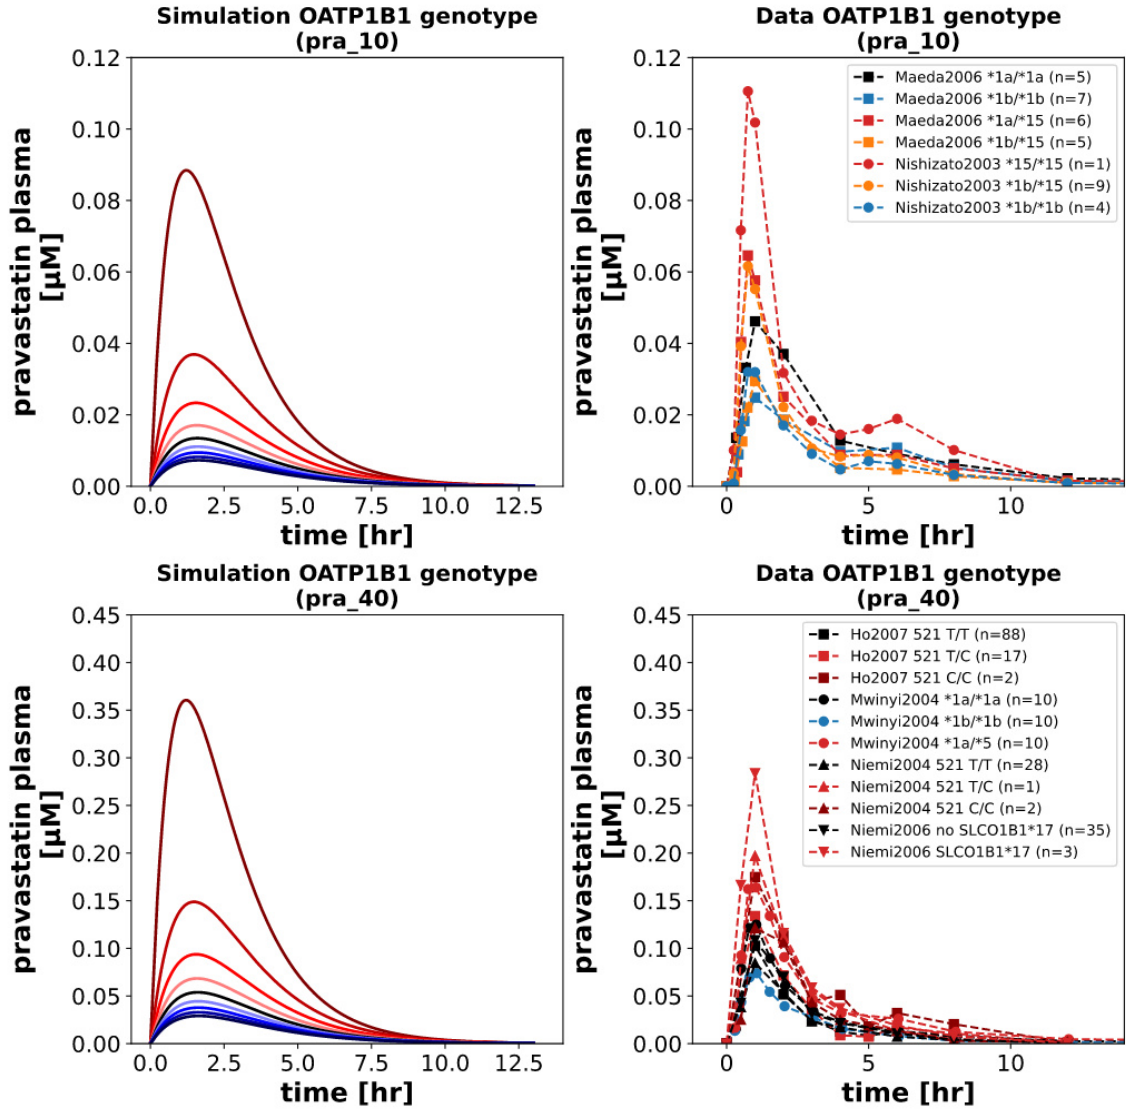 Simulation OATP1B1 genotype
(pra_10)
0.12
0.10
0.08
0.06
0.04
0.02
0.00
pravastatin plasma
[µM]
0.0
2.5
5.0
7.5
10.0
12.5
time [hr]
Data OATP1B1 genotype
(pra_10)
0.12
0.10
0.08
0.06
0.04
0.02
0.00
pravastatin plasma
[µM]
Maeda2006 *1a/*1a (n=5)
Maeda2006 *1b/*1b (n=7)
Maeda2006 *1a/*15 (n=6)
Maeda2006 *1b/*15 (n=5)
Nishizato2003 *15/*15 (n=1)
Nishizato2003 *1b/*15 (n=9)
Nishizato2003 *1b/*1b (n=4)
0
5
10
time [hr]
Simulation OATP1B1 genotype
(pra_40)
0.45
0.40
0.35
0.30
0.25
0.20
0.15
0.10
0.05
0.00
pravastatin plasma
[µM]
0.0
2.5
5.0
7.5
10.0
12.5
time [hr]
Data OATP1B1 genotype
(pra_40)
0.45
0.40
0.35
0.30
0.25
0.20
0.15
0.10
0.05
0.00
pravastatin plasma
[µM]
Ho2007 521 T/T (n=88)
Ho2007 521 T/C (n=17)
Ho2007 521 C/C (n=2)
Mwinyi2004 *1a/*1a (n=10)
Mwinyi2004 *1b/*1b (n=10)
Mwinyi2004 *1a/*5 (n=10)
Niemi2004 521 T/T (n=28)
Niemi2004 521 T/C (n=1)
Niemi2004 521 C/C (n=2)
Niemi2006 no SLCO1B1*17 (n=35)
Niemi2006 SLCO1B1*17 (n=3)
0
5
10
time [hr]